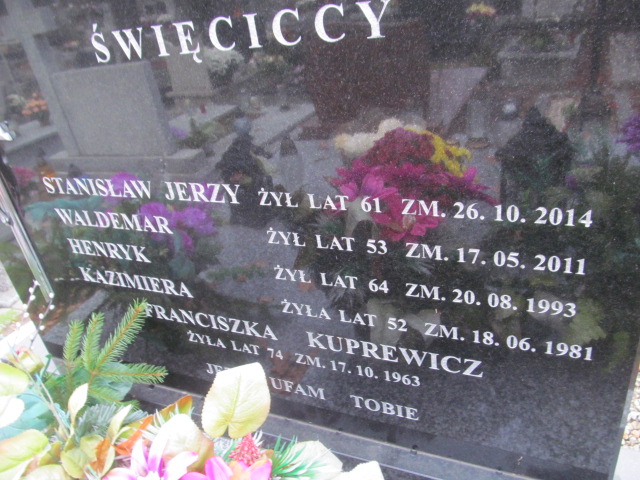 ŚWIĘCICCY
STANISŁAW JERZY ŻYŁ LAT 61 ZM. 26. 10. 2014
WALDEMAR ŻYŁ LAT 53 ZM. 17. 05. 2011
HENRYK ŻYŁ LAT 64 ZM. 20. 08. 1993
KAZIMIERA ŻYŁA LAT 52 ZM. 18. 06. 1981
FRANCISZKA KUPREWICZ
ŻYŁA LAT 74 ZM. 17. 10. 1963
UFAM TOBIE